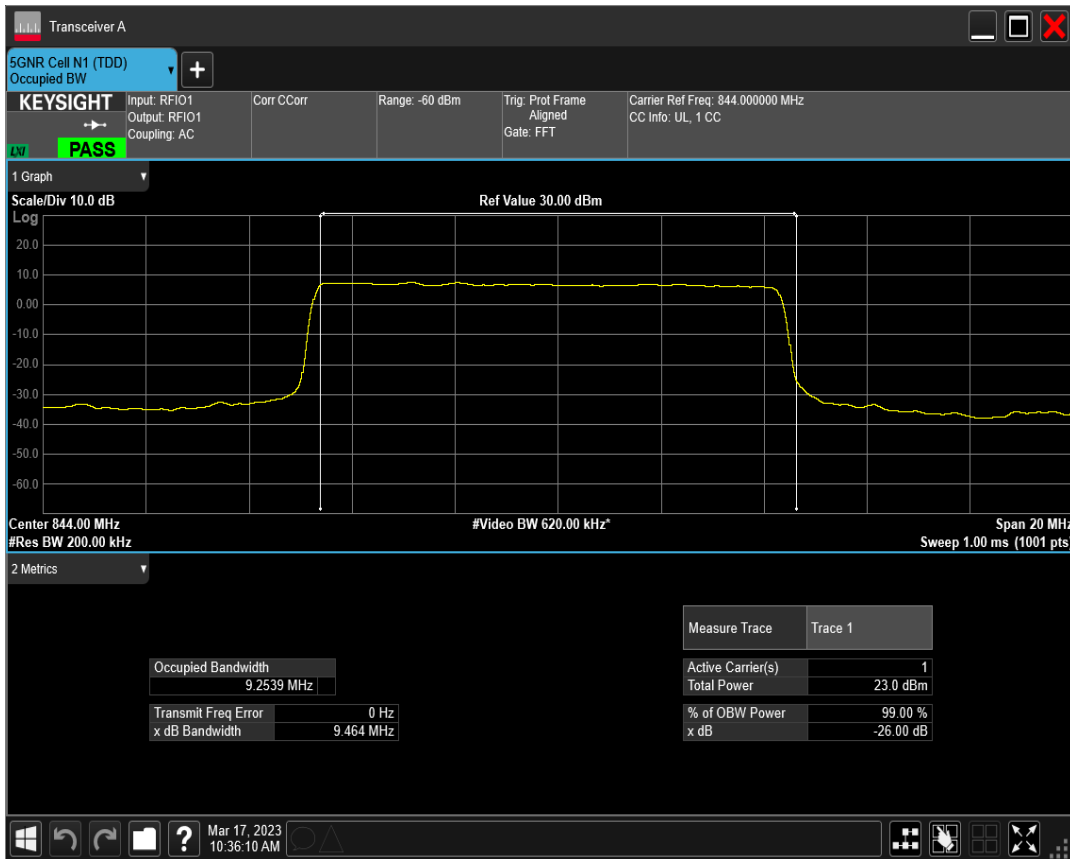 Transceiver A
5GNR Cell N1 (TDD)
Occupied BW
+
KEYSIGHT
LXI
PASS
Input: RFIO1
Output: RFIO1
Coupling: AC
Corr CCorr
Range: -60 dBm
Trig: Prot Frame
Aligned
Gate: FFT
Carrier Ref Freq: 844.000000 MHz
CC Info: UL, 1 CC
1 Graph
Scale/Div 10.0 dB
Ref Value 30.00 dBm
Log
20.0
10.0
0.00
-10.0
-20.0
-30.0
-40.0
-50.0
-60.0
Center 844.00 MHz
#Video BW 620.00 kHz*
Span 20 MHz
#Res BW 200.00 kHz
Sweep 1.00 ms (1001 pts)
2 Metrics
Measure Trace Trace 1
Occupied Bandwidth
9.2539 MHz
Transmit Freq Error 0 Hz
x dB Bandwidth 9.464 MHz
Active Carrier(s) 1
Total Power 23.0 dBm
% of OBW Power 99.00 %
x dB -26.00 dB
?
Mar 17, 2023
10:36:10 AM